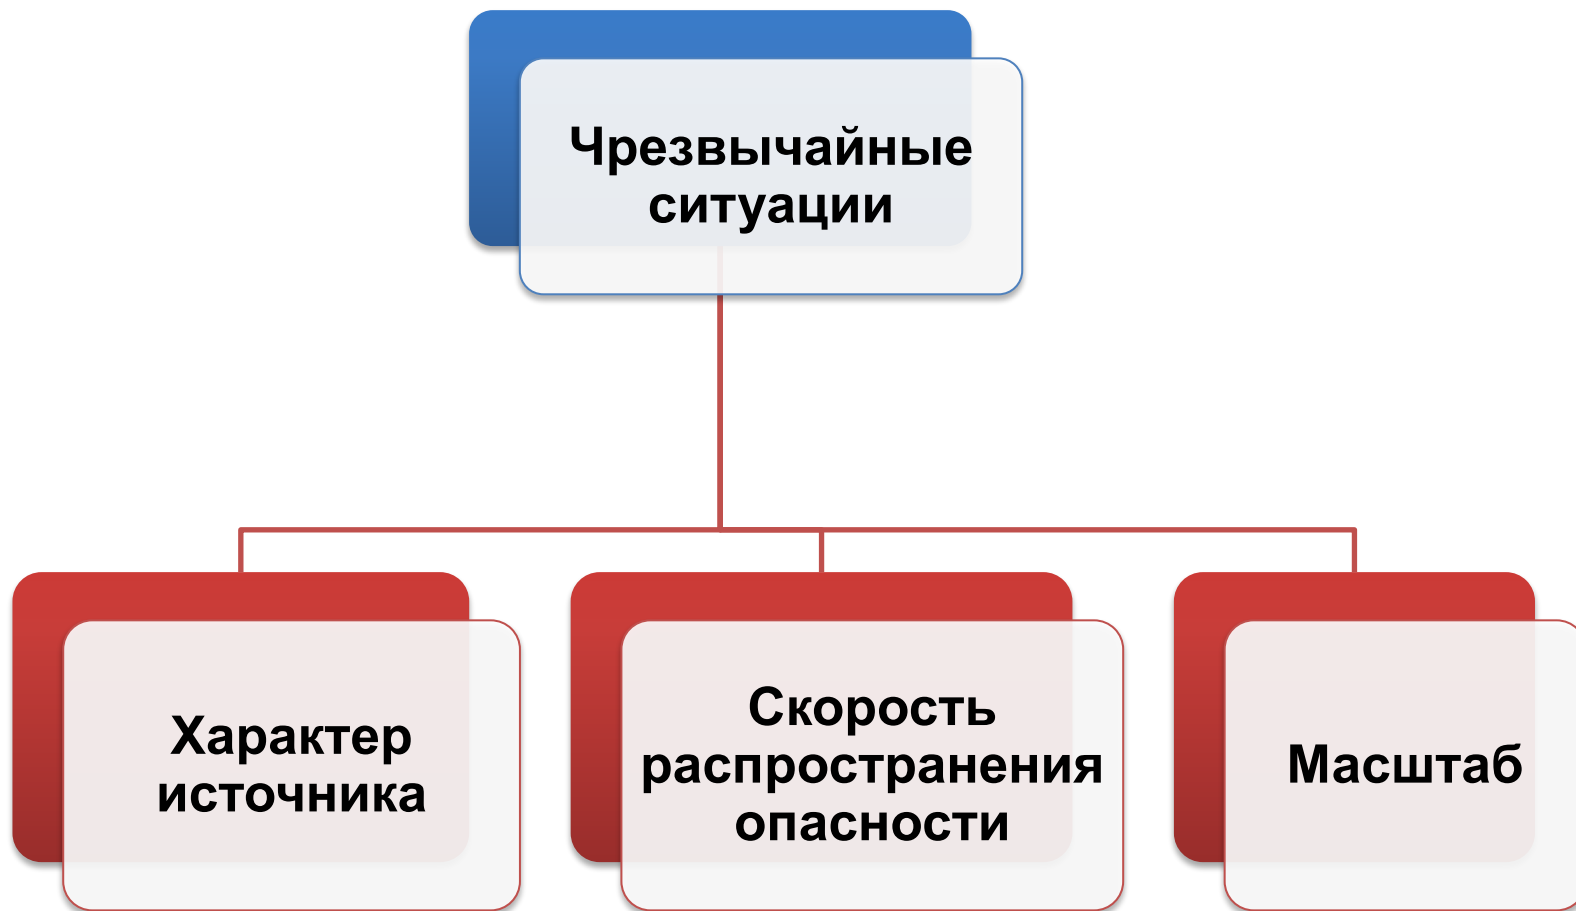 Чрезвычайные
ситуации
Характер
источника
Скорость
распространения
опасности
Масштаб